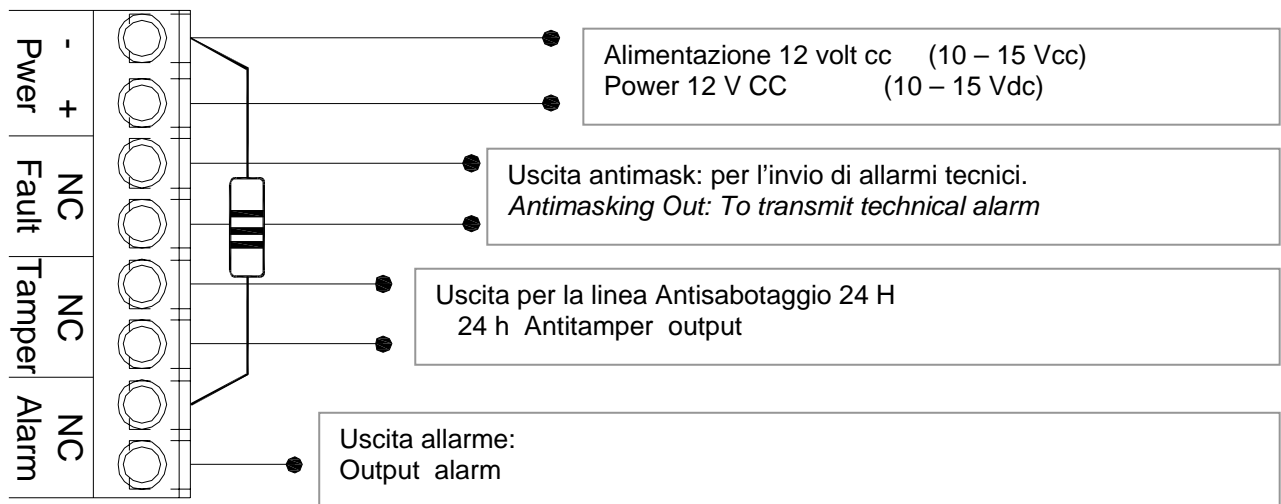 - +
Pwer
NC
Fault
NC
Tamper
NC
Alarm
Alimentazione 12 volt cc (10 – 15 Vcc)
Power 12 V CC (10 – 15 Vdc)
Uscita antimask: per l’invio di allarmi tecnici.
Antimasking Out: To transmit technical alarm
Uscita per la linea Antisabotaggio 24 H
24 h Antitamper output
Uscita allarme:
Output alarm